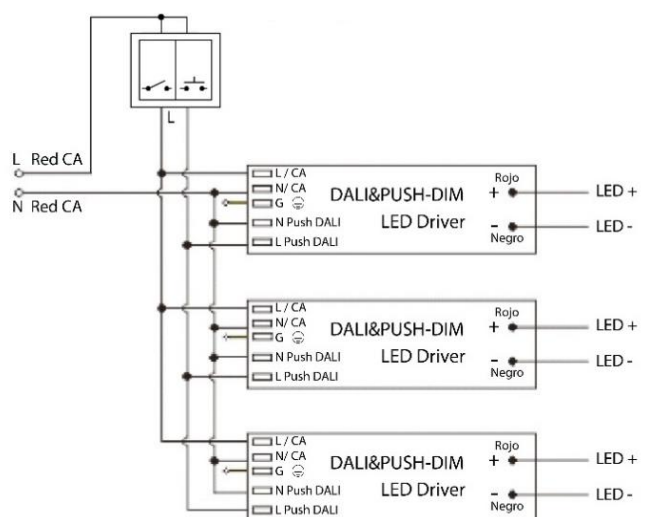 L
L Red CA
N Red CA
L / CA
N/ CA
G
N Push DALI
L Push DALI
DALI&PUSH-DIM
LED Driver
Rojo
+
-
Negro
LED +
LED -
L / CA
N/ CA
G
N Push DALI
L Push DALI
DALI&PUSH-DIM
LED Driver
Rojo
+
-
Negro
LED +
LED -
L / CA
N/ CA
G
N Push DALI
L Push DALI
DALI&PUSH-DIM
LED Driver
Rojo
+
-
Negro
LED +
LED -